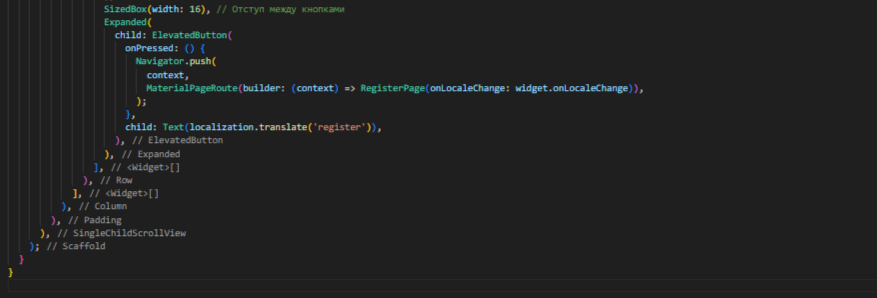 SizedBox(width: 16), // Отступ между кнопками
Expanded(
child: ElevatedButton(
onPressed: () {
Navigator.push(
context,
MaterialPageRoute(builder: (context) => RegisterPage(onLocaleChange: widget.onLocaleChange)),
);
},
child: Text(localization.translate('register')),
), // ElevatedButton
), // Expanded
], // <Widget>[]
), // Row
], // <Widget>[]
), // Column
), // Padding
), // SingleChildScrollView
); // Scaffold
}
}